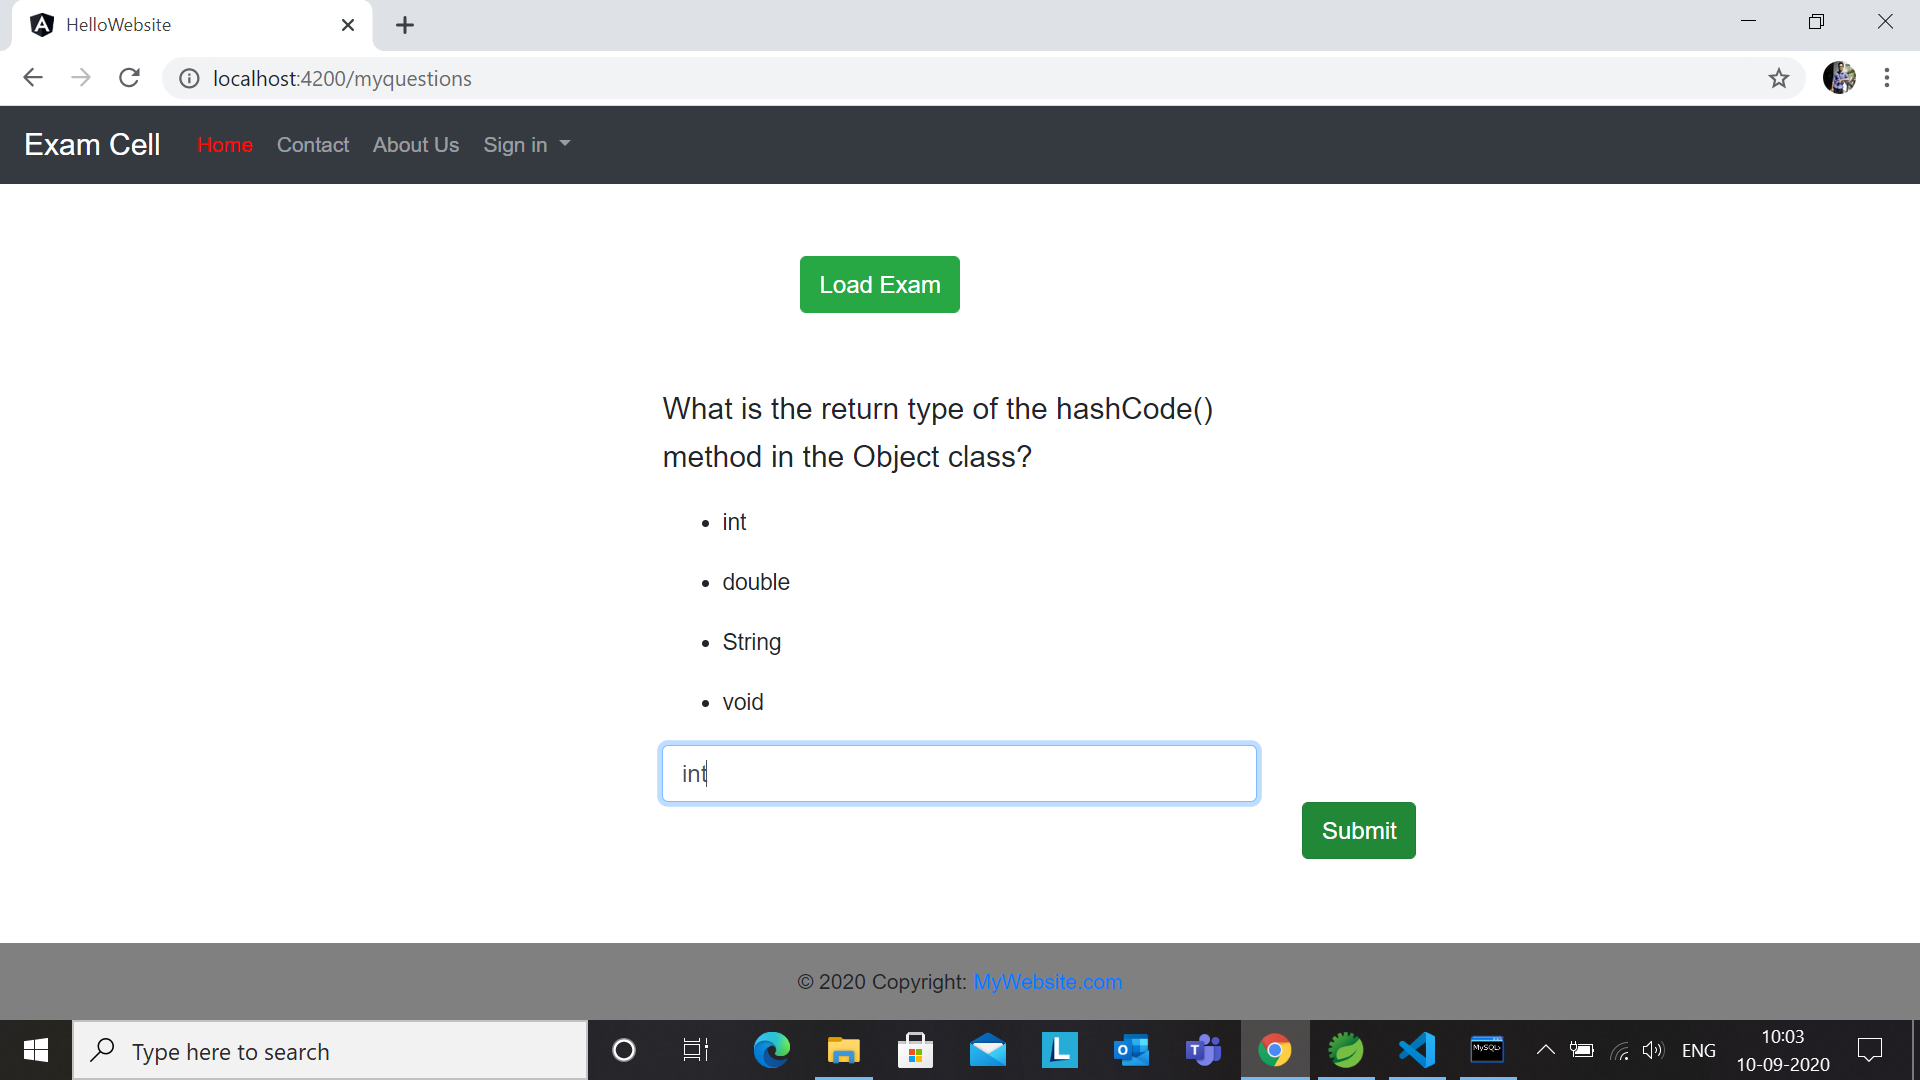 HelloWebsite
localhost:4200/myquestions
Exam Cell Home Contact About Us Sign in
Load Exam
What is the return type of the hashCode()
method in the Object class?
• int
• double
• String
• void
int
Submit
© 2020 Copyright: MyWebsite.com
Type here to search
L
O
T
MySQL
ENG
10:03
10-09-2020